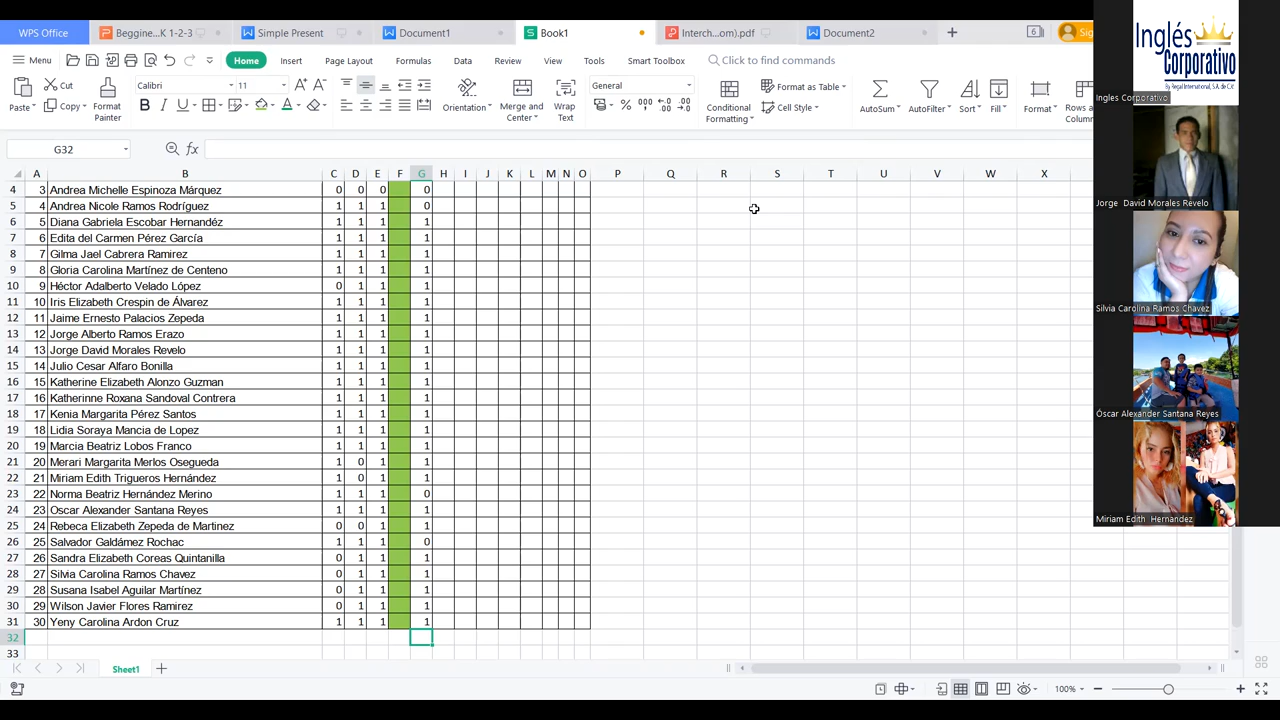 WPS Office
Beggine...K 1-2-3
Simple Present
Document1
Book1
Interch...om).pdf
Document2
Menu
Home
Insert
Page Layout
Formulas
Data
Review
View
Tools
Smart Toolbox
Click to find commands
Paste
Cut
Copy
Format Painter
Calibri
11
Orientation
Merge and Center
Wrap Text
General
Conditional Formatting
Format as Table
Cell Style
AutoSum
AutoFilter
Sort
Fill
Format
Rows a
Colum
G32
fx
A B C D E F G H I J K L M N O P Q R S T U V W X
4 3 Andrea Michelle Espinoza Márquez 0 0 0 0
5 4 Andrea Nicole Ramos Rodríguez 1 1 1 0
6 5 Diana Gabriela Escobar Hernandéz 1 1 1 1
7 6 Edita del Carmen Pérez García 1 1 1 1
8 7 Gilma Jael Cabrera Ramirez 1 1 1 1
9 8 Gloria Carolina Martínez de Centeno 1 1 1 1
10 9 Héctor Adalberto Velado López 0 1 1 1
11 10 Iris Elizabeth Crespin de Álvarez 1 1 1 1
12 11 Jaime Ernesto Palacios Zepeda 1 1 1 1
13 12 Jorge Alberto Ramos Erazo 1 1 1 1
14 13 Jorge David Morales Revelo 1 1 1 1
15 14 Julio Cesar Alfaro Bonilla 1 1 1 1
16 15 Katherine Elizabeth Alonzo Guzman 1 1 1 1
17 16 Katherinne Roxana Sandoval Contrera 1 1 1 1
18 17 Kenia Margarita Pérez Santos 1 1 1 1
19 18 Lidia Soraya Mancia de Lopez 1 1 1 1
20 19 Marcia Beatriz Lobos Franco 1 1 1 1
21 20 Merari Margarita Merlos Osegueda 1 0 1 1
22 21 Miriam Edith Trigueros Hernández 1 0 1 1
23 22 Norma Beatriz Hernández Merino 1 1 1 0
24 23 Oscar Alexander Santana Reyes 1 1 1 1
25 24 Rebeca Elizabeth Zepeda de Martinez 0 0 1 1
26 25 Salvador Galdámez Rochac 1 1 1 0
27 26 Sandra Elizabeth Coreas Quintanilla 0 1 1 1
28 27 Silvia Carolina Ramos Chavez 0 1 1 1
29 28 Susana Isabel Aguilar Martínez 0 1 1 1
30 29 Wilson Javier Flores Ramirez 0 1 1 1
31 30 Yeny Carolina Ardon Cruz 1 1 1 1
32
33
Sheet1
100%
Inglés
Corporativo
By Regal International, S.A. de C.V.
Ingles Corporativo
Jorge David Morales Revelo
Silvia Carolina Ramos Chavez
Óscar Alexander Santana Reyes
Miriam Edith Hernandez